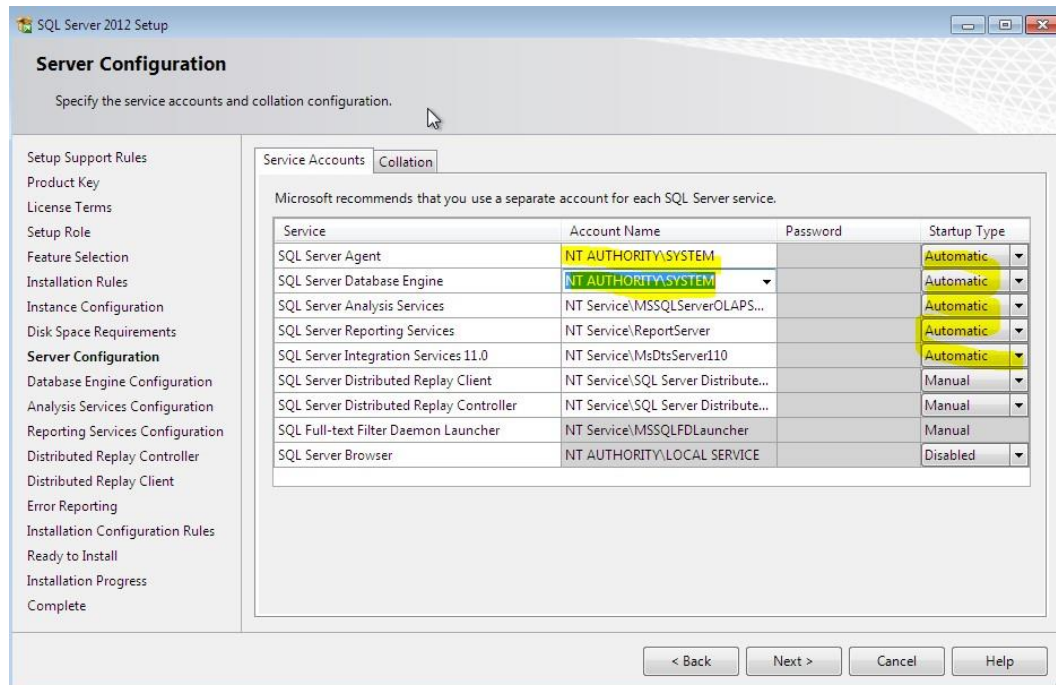 SQL Server 2012 Setup
Server Configuration
Specify the service accounts and collation configuration.
Setup Support Rules
Product Key
License Terms
Setup Role
Feature Selection
Installation Rules
Instance Configuration
Disk Space Requirements
Server Configuration
Database Engine Configuration
Analysis Services Configuration
Reporting Services Configuration
Distributed Replay Controller
Distributed Replay Client
Error Reporting
Installation Configuration Rules
Ready to Install
Installation Progress
Complete
Service Accounts Collation
Microsoft recommends that you use a separate account for each SQL Server service.
Service Account Name Password Startup Type
SQL Server Agent NT AUTHORITY\SYSTEM Automatic
SQL Server Database Engine NT AUTHORITY\SYSTEM Automatic
SQL Server Analysis Services NT Service\MSSQLServerOLAPS... Automatic
SQL Server Reporting Services NT Service\ReportServer Automatic
SQL Server Integration Services 11.0 NT Service\MsDtsServer110 Automatic
SQL Server Distributed Replay Client NT Service\SQL Server Distribute... Manual
SQL Server Distributed Replay Controller NT Service\SQL Server Distribute... Manual
SQL Full-text Filter Daemon Launcher NT Service\MSSQLFDLauncher Manual
SQL Server Browser NT AUTHORITY\LOCAL SERVICE Disabled
< Back Next > Cancel Help